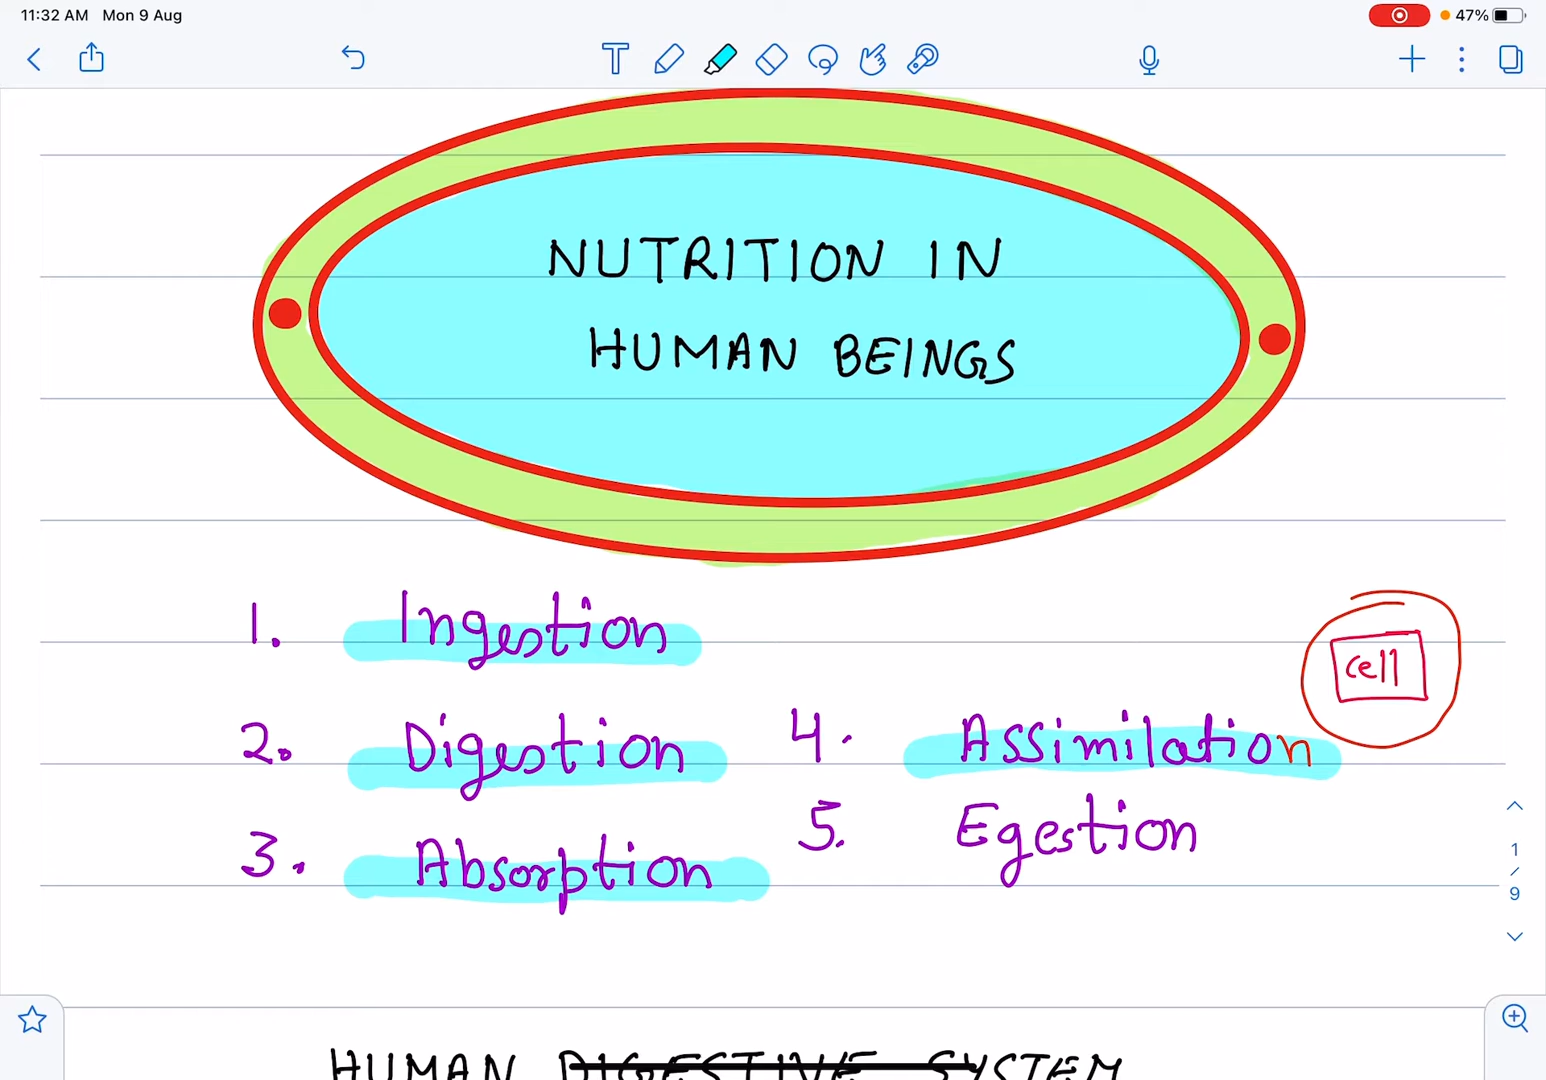 11:32 AM Mon 9 Aug
47%
NUTRITION IN
HUMAN BEINGS
1. Ingestion
2. Digestion
3. Absorption
cell
4. Assimilation
5. Egestion
1
/
9
HUMAN DIGESTIVE SYSTEM